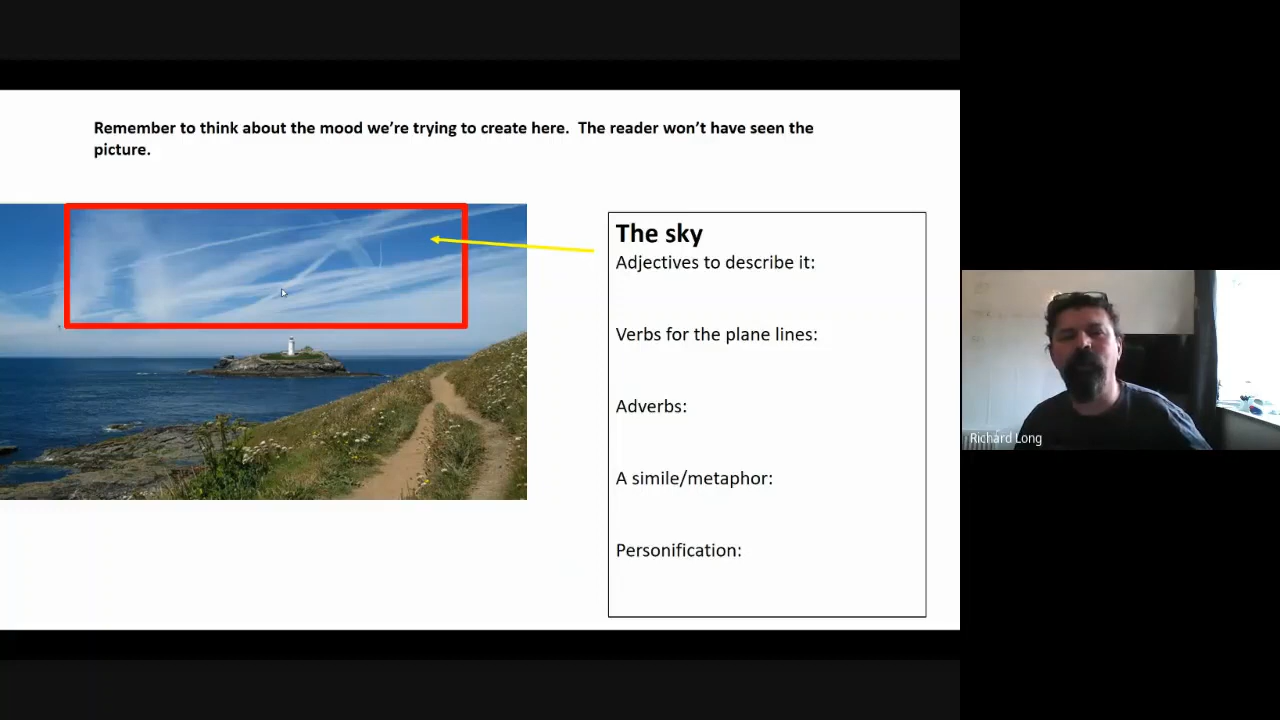 Remember to think about the mood we're trying to create here.  The reader won't have seen the
picture.
The sky
Adjectives to describe it:
Verbs for the plane lines:
Adverbs:
A simile/metaphor:
Personification:
Richard Long